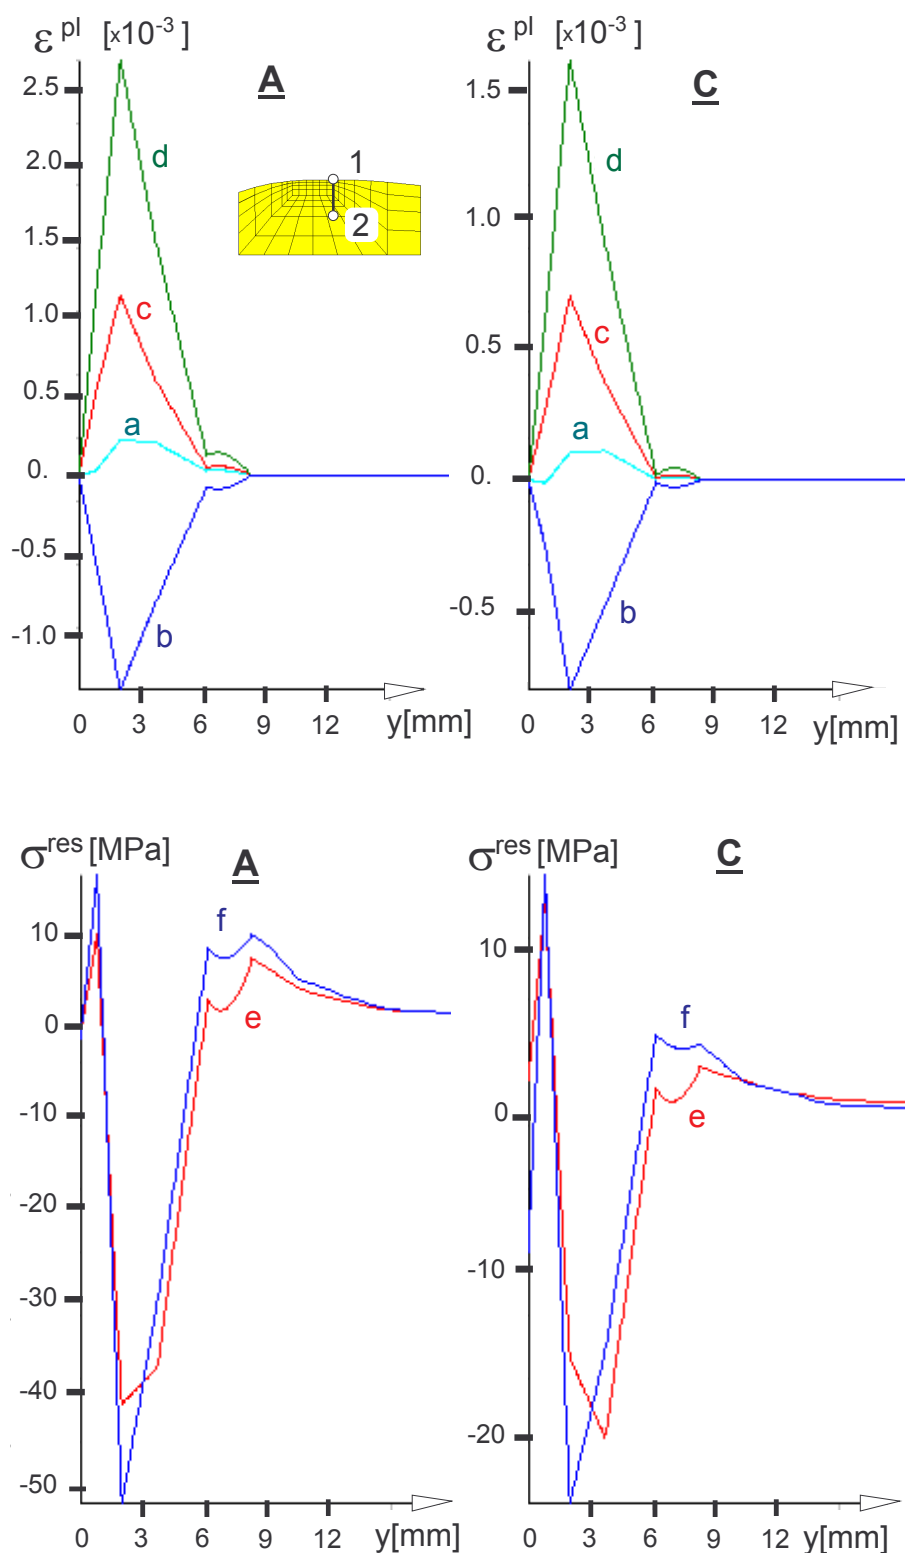 ε pl [x10-3 ]
A
2.5
2.0
1.5
1.0
0.5
0.
-0.5
-1.0
d
c
a
b
1
2
0 3 6 9 12 y[mm]
ε pl [x10-3 ]
C
1.5
1.0
0.5
0
-0.5
d
c
a
b
0 3 6 9 12 y[mm]
σres [MPa]
A
10
0
-10
-20
-30
-40
-50
f
e
0 3 6 9 12 y[mm]
σres [MPa]
C
10
0
-10
-20
f
e
0 3 6 9 12 y[mm]